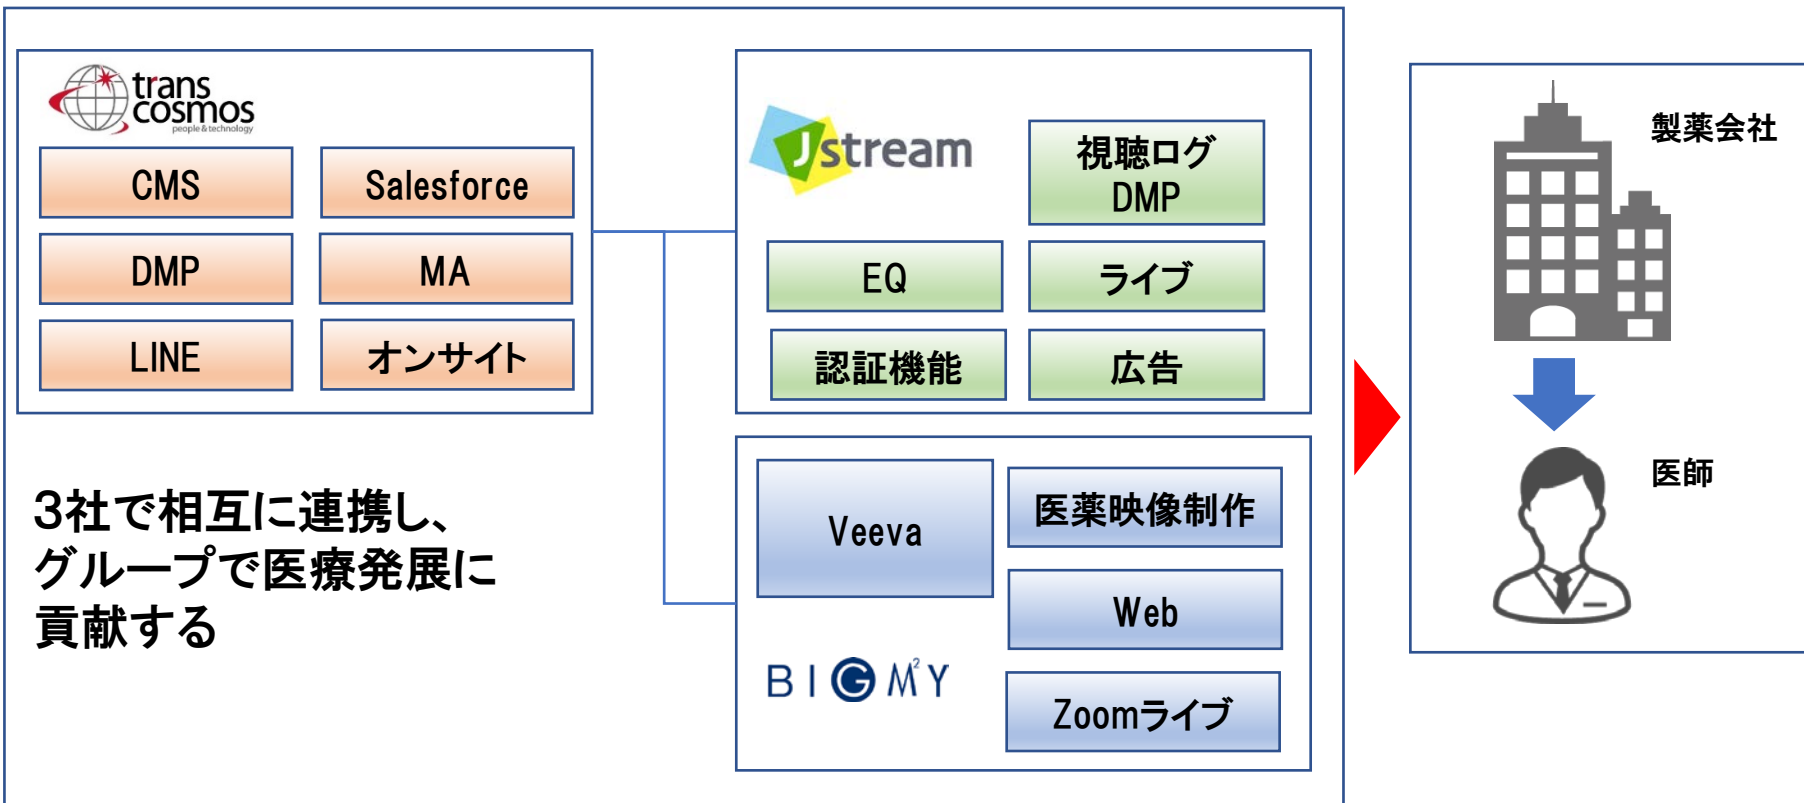 trans
cosmos
people & technology
CMS
Salesforce
DMP
MA
LINE
オンサイト
3社で相互に連携し、
グループで医療発展に
貢献する
Jstream
視聴ログ
DMP
EQ
ライブ
認証機能
広告
Veeva
医薬映像制作
Web
BIGM²Y
Zoomライブ
製薬会社
医師